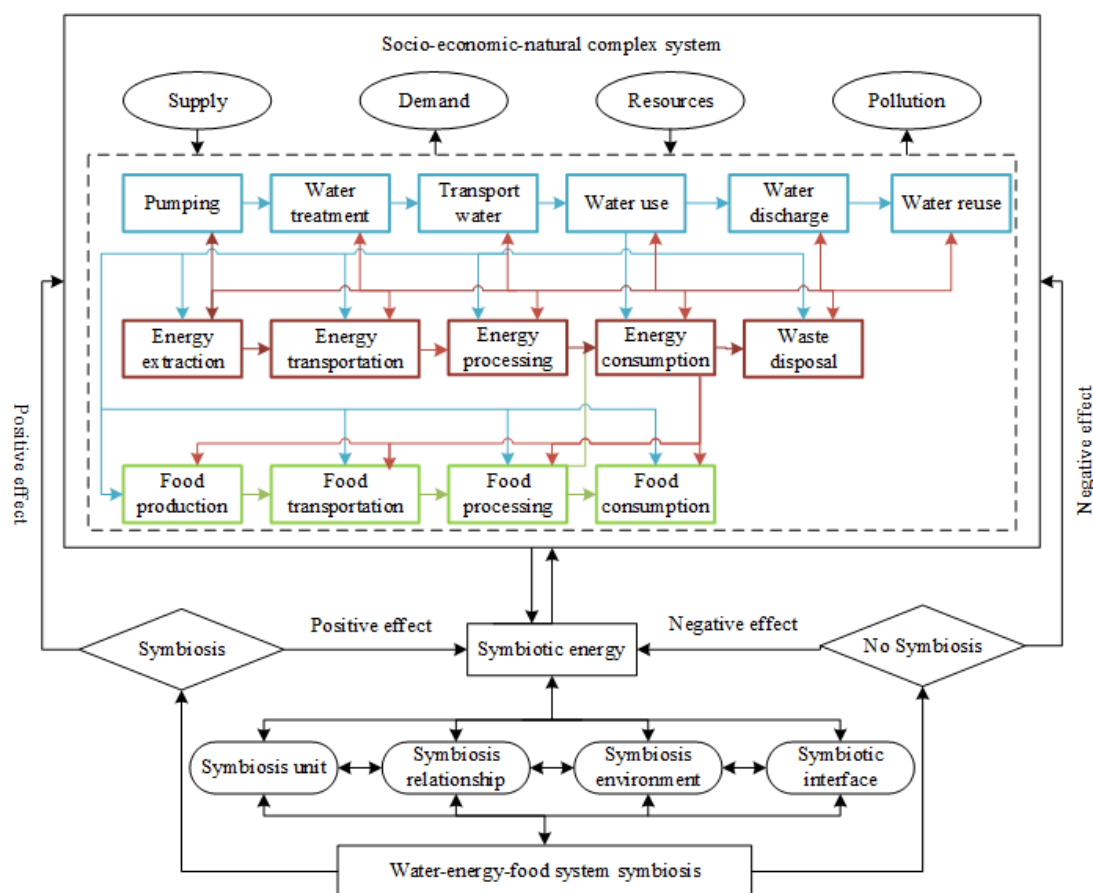 Socio-economic-natural complex system
Supply
Demand
Resources
Pollution
Pumping
Water
treatment
Transport
water
Water use
Water
discharge
Water reuse
Energy
extraction
Energy
transportation
Energy
processing
Energy
consumption
Waste
disposal
Food
production
Food
transportation
Food
processing
Food
consumption
Positive effect
Negative effect
Symbiosis
Positive effect
Symbiotic energy
Negative effect
No Symbiosis
Symbiosis unit
Symbiosis
relationship
Symbiosis
environment
Symbiotic
interface
Water-energy-food system symbiosis